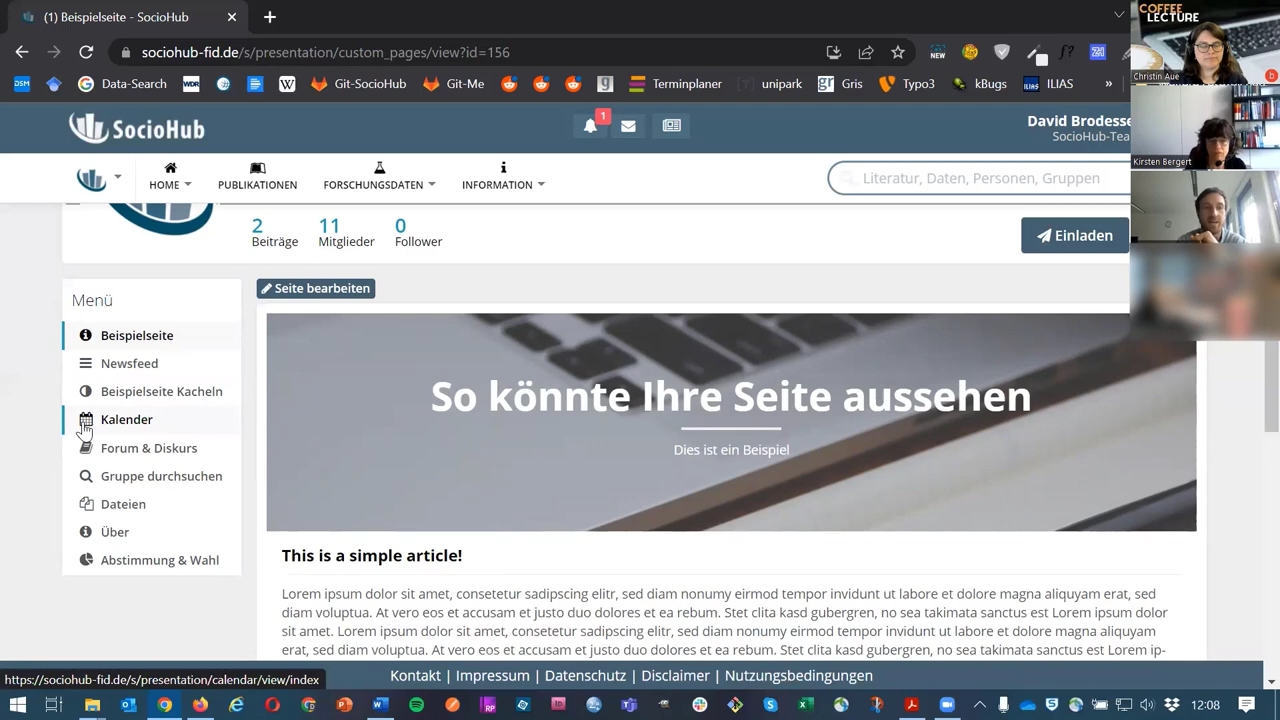 (1) Beispielseite - SocioHub
sociohub-fid.de/s/presentation/custom_pages/view?id=156
NEW
Data-Search
WDR
W
Git-SocioHub
Git-Me
Terminplaner
unipark
gr Gris
Typo3
kBugs
ILIAS
»
COFFEE
LECTURE
Christin Aue
Kirsten Bergert
SocioHub
1
David Brodesse
SocioHub-Tea
HOME
PUBLIKATIONEN
FORSCHUNGSDATEN
INFORMATION
Literatur, Daten, Personen, Gruppen
2
Beiträge
11
Mitglieder
0
Follower
Einladen
Menü
Beispielseite
Newsfeed
Beispielseite Kacheln
Kalender
Forum & Diskurs
Gruppe durchsuchen
Dateien
Über
Abstimmung & Wahl
Seite bearbeiten
So könnte Ihre Seite aussehen
Dies ist ein Beispiel
This is a simple article!
Lorem ipsum dolor sit amet, consetetur sadipscing elitr, sed diam nonumy eirmod tempor invidunt ut labore et dolore magna aliquyam erat, sed
diam voluptua. At vero eos et accusam et justo duo dolores et ea rebum. Stet clita kasd gubergren, no sea takimata sanctus est Lorem ipsum dolor
sit amet. Lorem ipsum dolor sit amet, consetetur sadipscing elitr, sed diam nonumy eirmod tempor invidunt ut labore et dolore magna aliquyam
erat, sed diam voluptua. At vero eos et accusam et justo duo dolores et ea rebum. Stet clita kasd gubergren, no sea takimata sanctus est Lorem ip-
https://sociohub-fid.de/s/presentation/calendar/view/index
Kontakt | Impressum | Datenschutz | Disclaimer | Nutzungsbedingungen
12:08